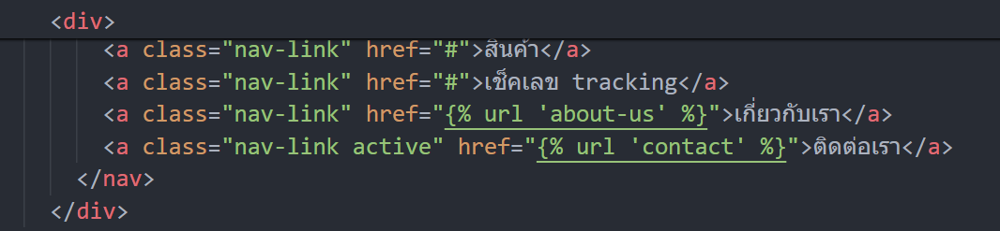 <div>
<a class="nav-link" href="#">สินค้า</a>
<a class="nav-link" href="#">เช็คเลข tracking</a>
<a class="nav-link" href="{% url 'about-us' %}">เกี่ยวกับเรา</a>
<a class="nav-link active" href="{% url 'contact' %}">ติดต่อเรา</a>
</nav>
</div>